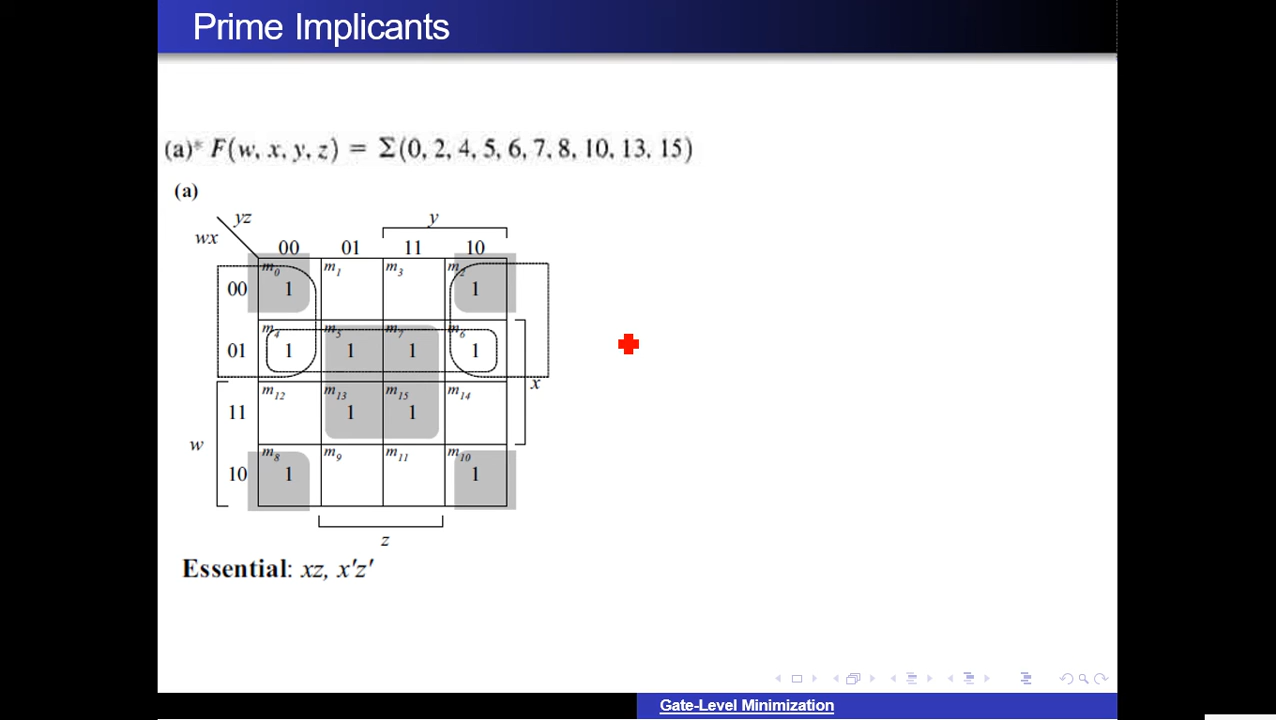 Prime Implicants
(a)* F(w, x, y, z) = Σ(0, 2, 4, 5, 6, 7, 8, 10, 13, 15)
(a)
yz
y
wx
00 01 11 10
m0 m1 m3 m2
00 1 1
m4 m5 m7 m6
01 1 1 1 1
x
m12 m13 m15 m14
11 1 1
w
m8 m9 m11 m10
10 1 1
z
Essential: xz, x'z'
Gate-Level Minimization